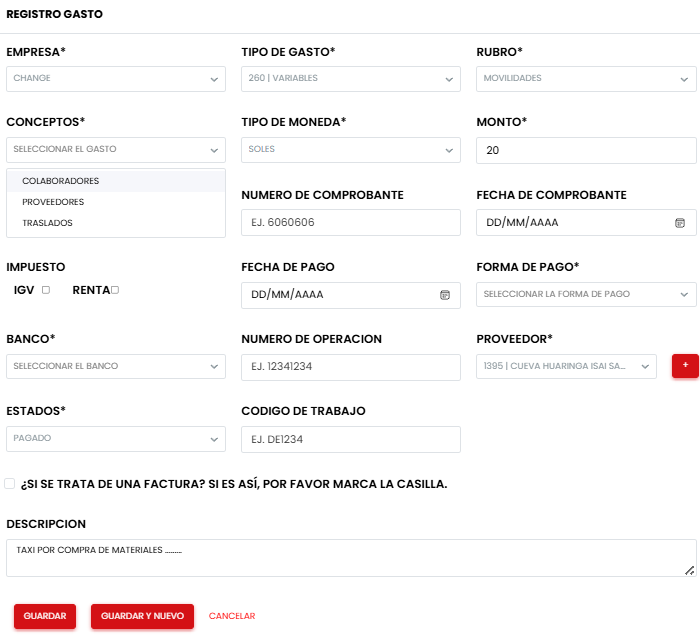 REGISTRO GASTO
EMPRESA* TIPO DE GASTO* RUBRO*
CHANGE 260 | VARIABLES MOVILIDADES
CONCEPTOS* TIPO DE MONEDA* MONTO*
SELECCIONAR EL GASTO SOLES 20
COLABORADORES
PROVEEDORES
TRASLADOS
NUMERO DE COMPROBANTE FECHA DE COMPROBANTE
EJ. 6060606 DD/MM/AAAA
IMPUESTO FECHA DE PAGO FORMA DE PAGO*
IGV RENTA DD/MM/AAAA SELECCIONAR LA FORMA DE PAGO
BANCO* NUMERO DE OPERACION PROVEEDOR*
SELECCIONAR EL BANCO EJ. 12341234 1395 | CUEVA HUARINGA ISAI SA... +
ESTADOS* CODIGO DE TRABAJO
PAGADO EJ. DE1234
¿SI SE TRATA DE UNA FACTURA? SI ES ASÍ, POR FAVOR MARCA LA CASILLA.
DESCRIPCION
TAXI POR COMPRA DE MATERIALES .........
GUARDAR GUARDAR Y NUEVO CANCELAR